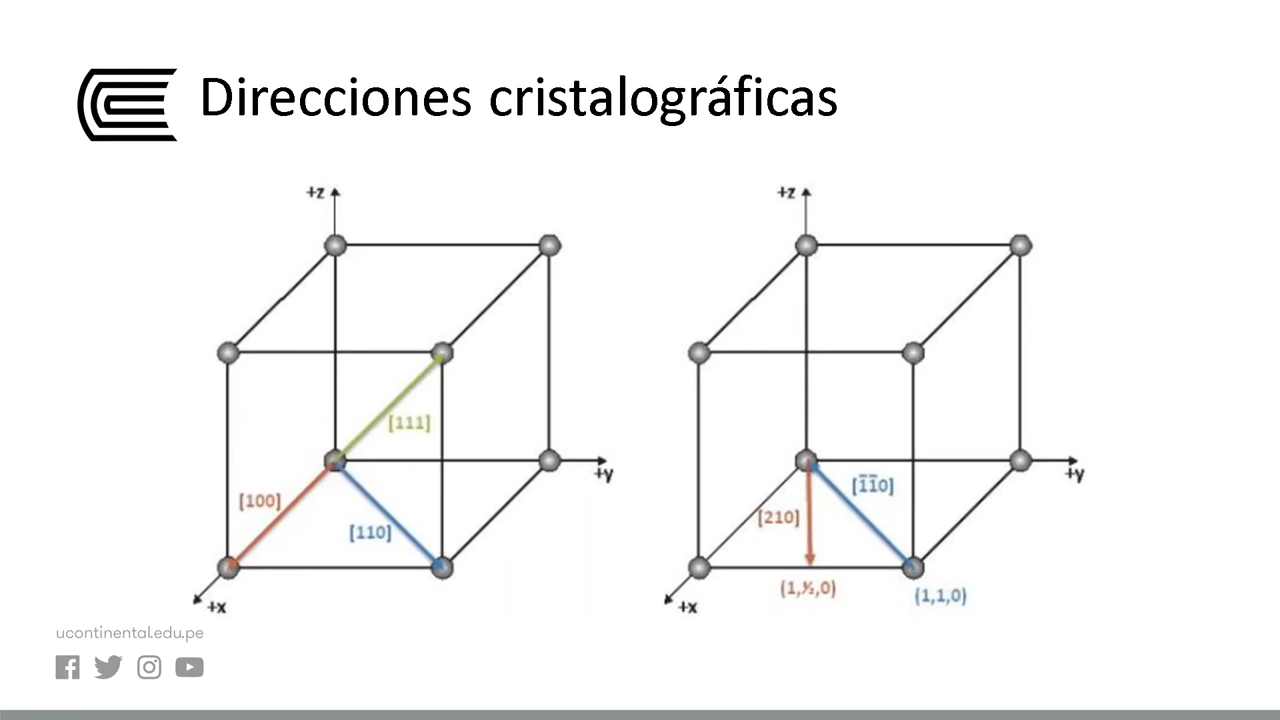 Direcciones cristalográficas
+z
[111]
[100]
[110]
+y
+x
+z
[1̅1̅0]
[210]
+y
(1,½,0)
(1,1,0)
+x
ucontinental.edu.pe